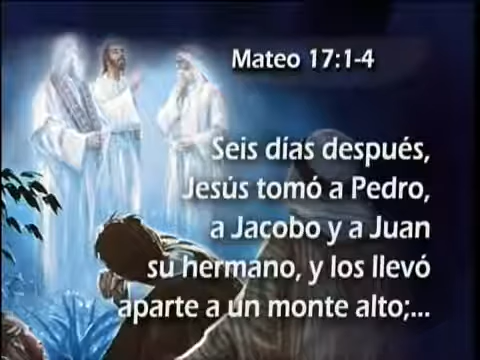 Mateo 17:1-4
Seis días después,
Jesús tomó a Pedro,
a Jacobo y a Juan
su hermano, y los llevó
aparte a un monte alto;...